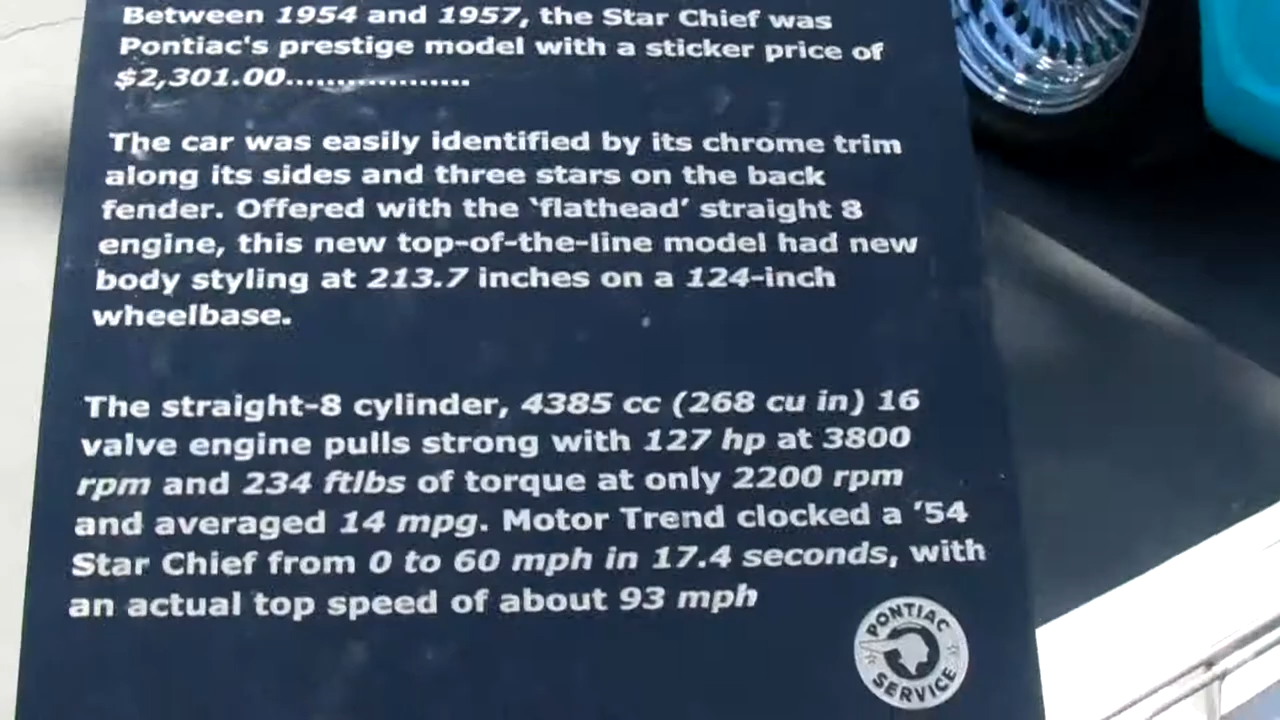 Between 1954 and 1957, the Star Chief was
Pontiac's prestige model with a sticker price of
$2,301.00..................
The car was easily identified by its chrome trim
along its sides and three stars on the back
fender. Offered with the ‘flathead’ straight 8
engine, this new top-of-the-line model had new
body styling at 213.7 inches on a 124-inch
wheelbase.
The straight-8 cylinder, 4385 cc (268 cu in) 16
valve engine pulls strong with 127 hp at 3800
rpm and 234 ftlbs of torque at only 2200 rpm
and averaged 14 mpg. Motor Trend clocked a ’54
Star Chief from 0 to 60 mph in 17.4 seconds, with
an actual top speed of about 93 mph
PONTIAC
SERVICE